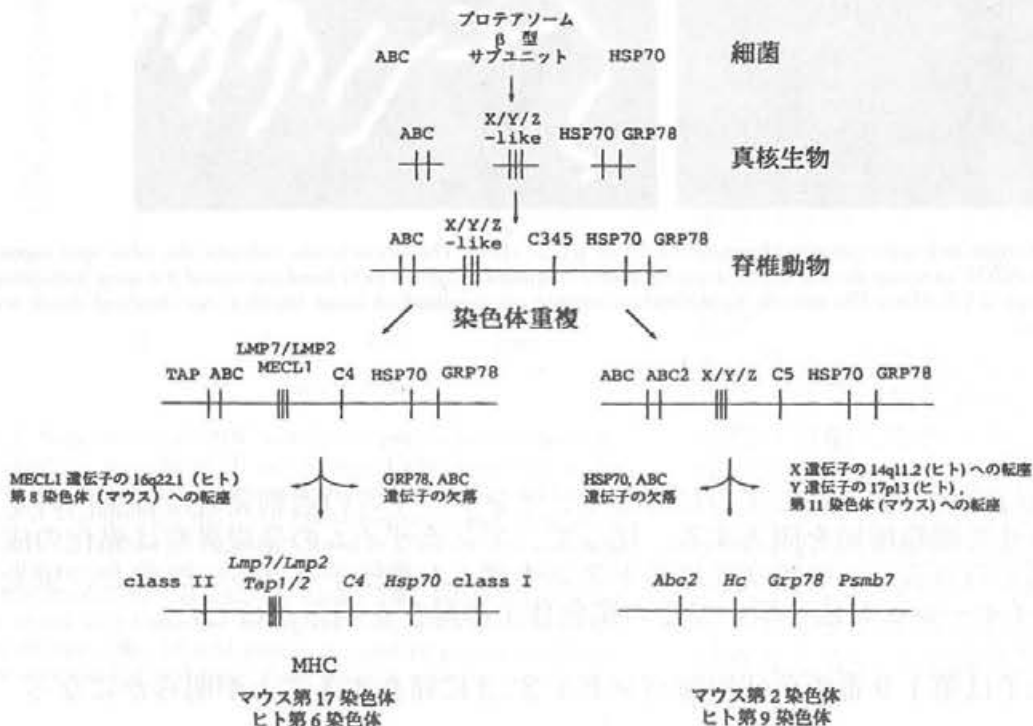 プロテアソーム
β 型
ABC サブユニット HSP70 細菌
X/Y/Z
ABC -like HSP70 GRP78 真核生物
X/Y/Z
ABC -like C345 HSP70 GRP78
脊椎動物
染色体重複
LMP7/LMP2
TAP ABC MECL1 C4 HSP70 GRP78
ABC ABC2 X/Y/Z C5 HSP70 GRP78
MECL1 遺伝子の 16q22.1 (ヒト)
第 8 染色体 (マウス) への転座
GRP78, ABC
遺伝子の欠落
HSP70, ABC
遺伝子の欠落
X 遺伝子の 14q11.2 (ヒト) への転座
Y 遺伝子の 17p13 (ヒト) ,
第 11 染色体 (マウス) への転座
Lmp7/Lmp2
class II Tap1/2 C4 Hsp70 class I
Abc2 Hc Grp78 Psmb7
MHC
マウス第 17 染色体
ヒト第 6 染色体
マウス第 2 染色体
ヒト第 9 染色体